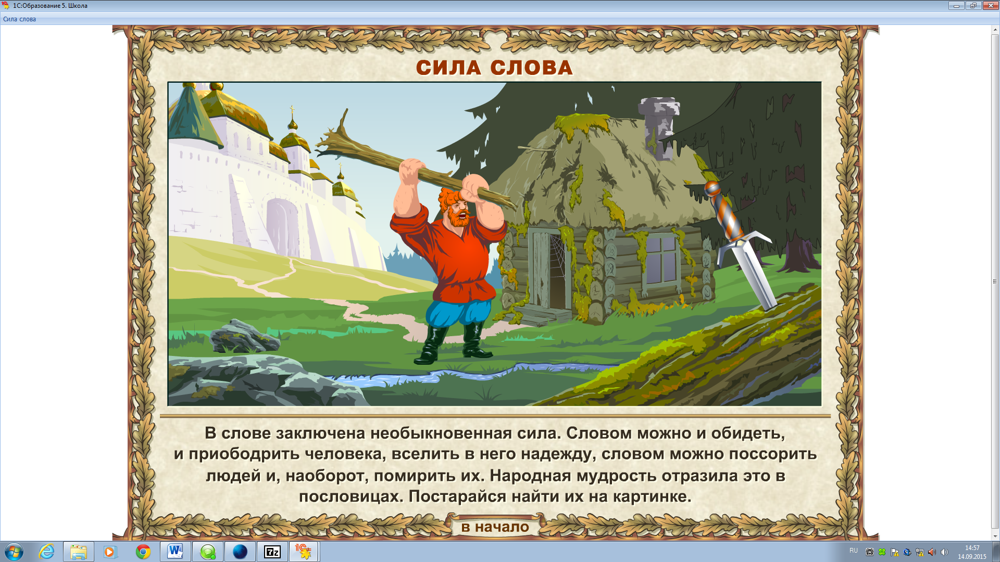 1С:Образование 5. Школа
Сила слова
СИЛА СЛОВА
В слове заключена необыкновенная сила. Словом можно и обидеть,
и приободрить человека, вселить в него надежду, словом можно поссорить
людей и, наоборот, помирить их. Народная мудрость отразила это в
пословицах. Постарайся найти их на картинке.
в начало
RU
14:57
14.09.2015